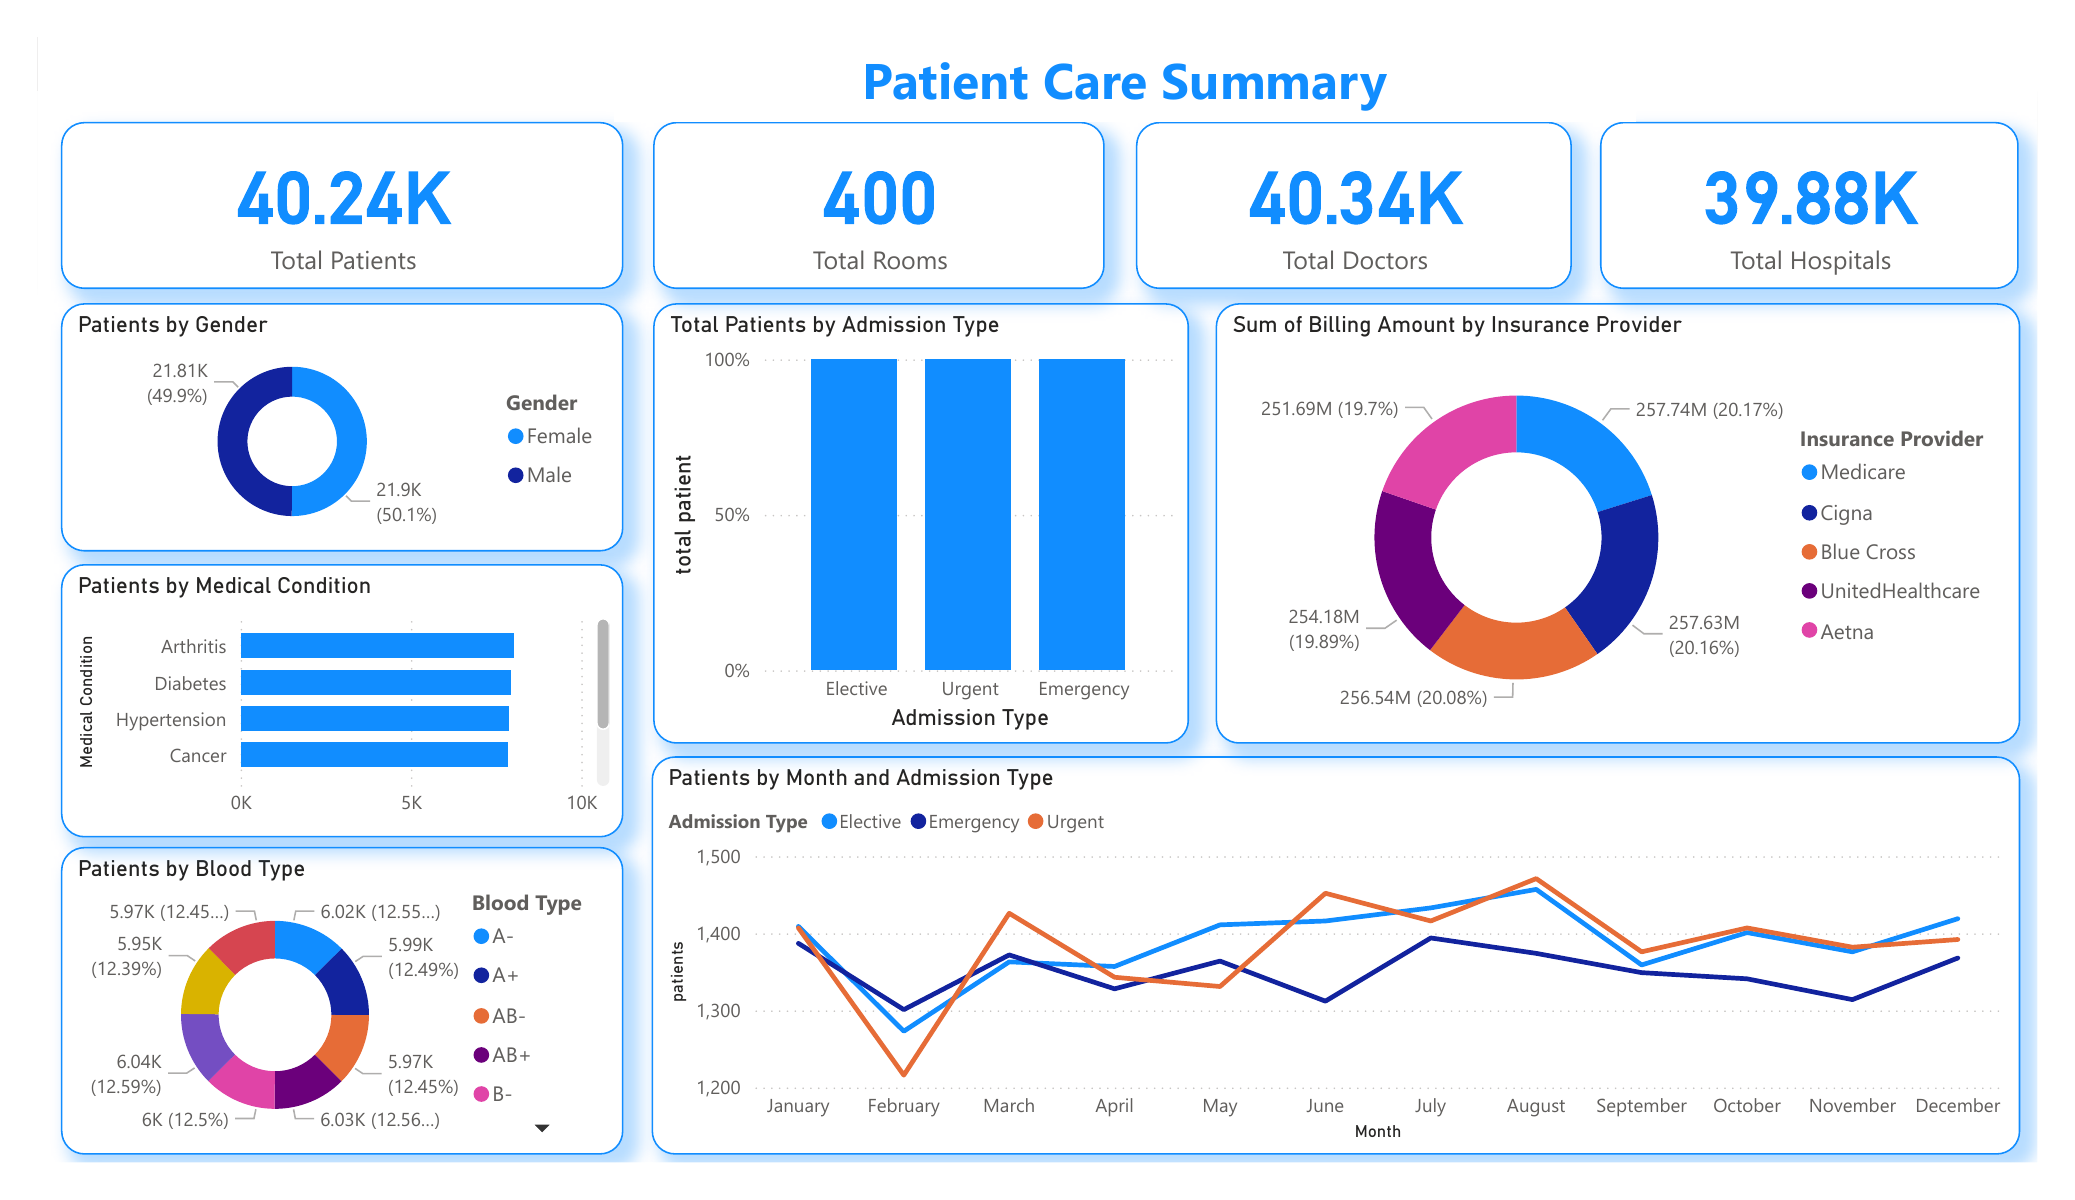 Patient Care Summary
40.24K
Total Patients
400
Total Rooms
40.34K
Total Doctors
39.88K
Total Hospitals
Patients by Gender
21.81K
(49.9%)
21.9K
(50.1%)
Gender
Female
Male
Total Patients by Admission Type
total patient
100%
50%
0%
Elective Urgent Emergency
Admission Type
Sum of Billing Amount by Insurance Provider
251.69M (19.7%)
257.74M (20.17%)
254.18M
(19.89%)
257.63M
(20.16%)
256.54M (20.08%)
Insurance Provider
Medicare
Cigna
Blue Cross
UnitedHealthcare
Aetna
Patients by Medical Condition
Medical Condition
Arthritis
Diabetes
Hypertension
Cancer
0K 5K 10K
Patients by Blood Type
5.97K (12.45...)
6.02K (12.55...)
5.95K
(12.39%)
5.99K
(12.49%)
6.04K
(12.59%)
5.97K
(12.45%)
6K (12.5%)
6.03K (12.56...)
Blood Type
A-
A+
AB-
AB+
B-
Patients by Month and Admission Type
Admission Type Elective Emergency Urgent
patients
1,500
1,400
1,300
1,200
January February March April May June July August September October November December
Month